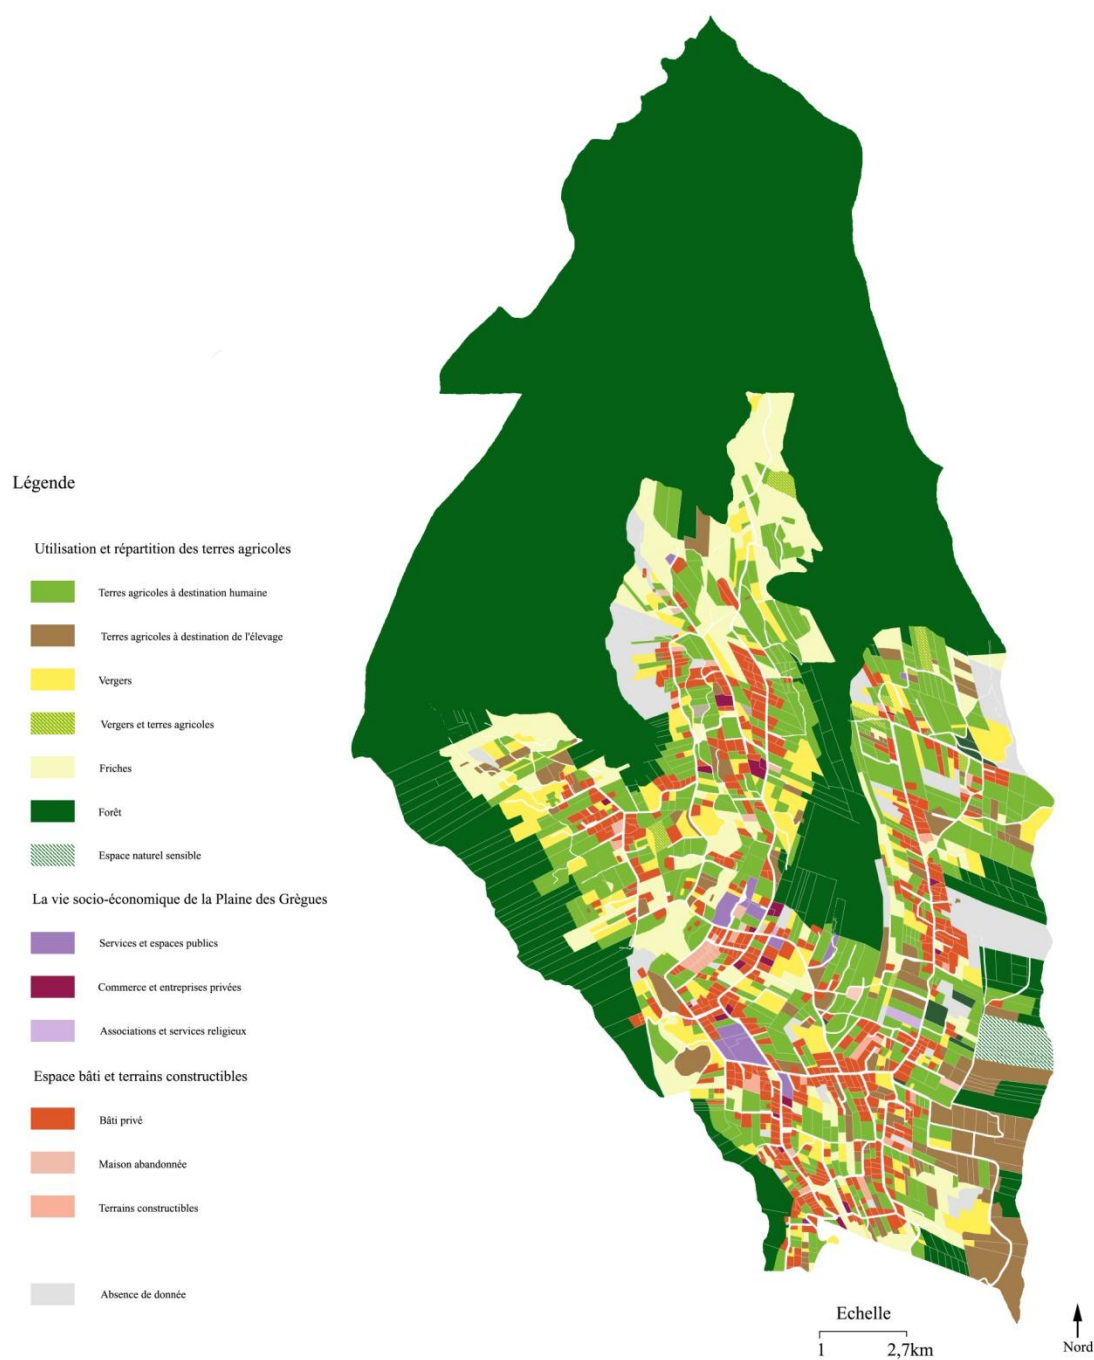 Légende
Utilisation et répartition des terres agricoles
Terres agricoles à destination humaine
Terres agricoles à destination de l'élevage
Vergers
Vergers et terres agricoles
Friches
Forêt
Espace naturel sensible
La vie socio-économique de la Plaine des Grègues
Services et espaces publics
Commerce et entreprises privées
Associations et services religieux
Espace bâti et terrains constructibles
Bâti privé
Maison abandonnée
Terrains constructibles
Absence de donnée
Echelle
1 2,7km
Nord